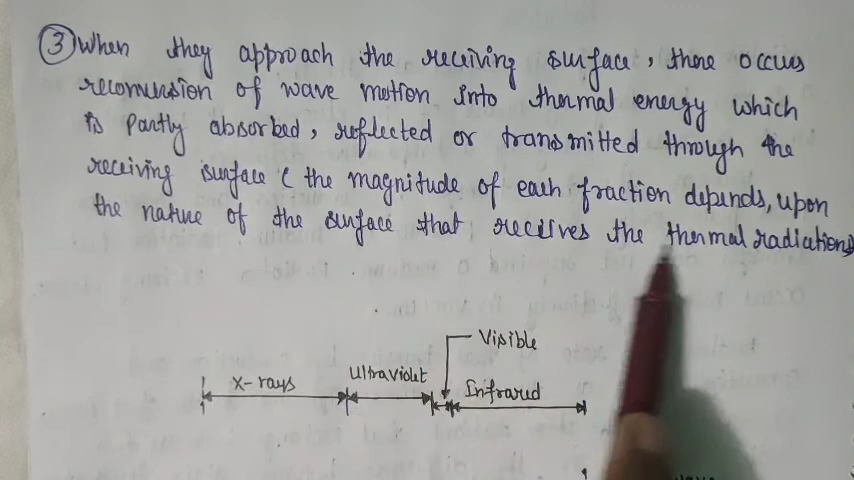 ③ When they approach the receiving surface, there occurs
reconversion of wave motion into thermal energy which
is partly absorbed, reflected or transmitted through the
receiving surface ( the magnitude of each fraction depends, upon
the nature of the surface that receives the thermal radiation)
Visible
X-rays
Ultraviolet
Infrared